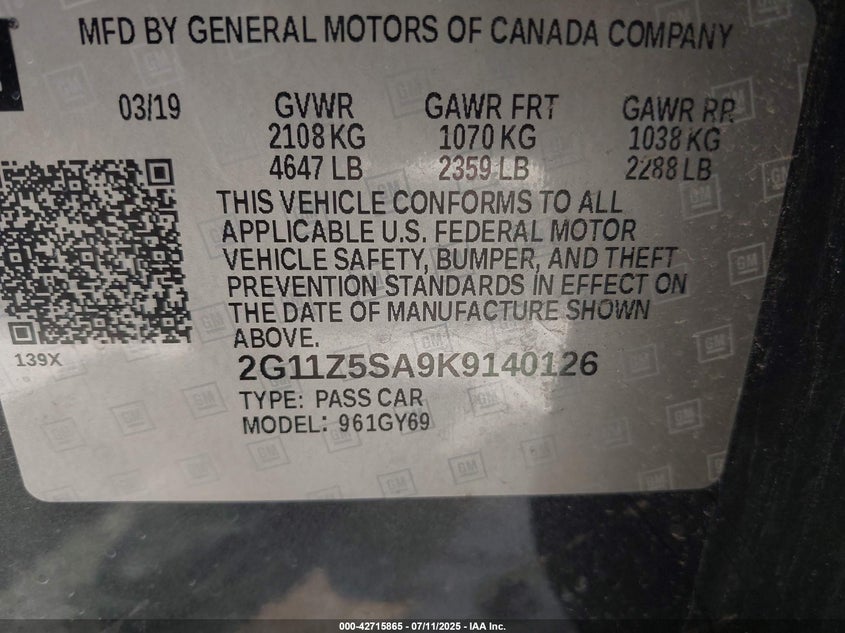 MFD BY GENERAL MOTORS OF CANADA COMPANY
03/19 GVWR GAWR FRT GAWR RR
2108 KG 1070 KG 1038 KG
4647 LB 2359 LB 2288 LB
THIS VEHICLE CONFORMS TO ALL
APPLICABLE U.S. FEDERAL MOTOR
VEHICLE SAFETY, BUMPER, AND THEFT
PREVENTION STANDARDS IN EFFECT ON
THE DATE OF MANUFACTURE SHOWN
ABOVE.
139X
2G11Z5SA9K9140126
TYPE: PASS CAR
MODEL: 961GY69
GM
000-42715865 / 07/11/2025 - IAA Inc.